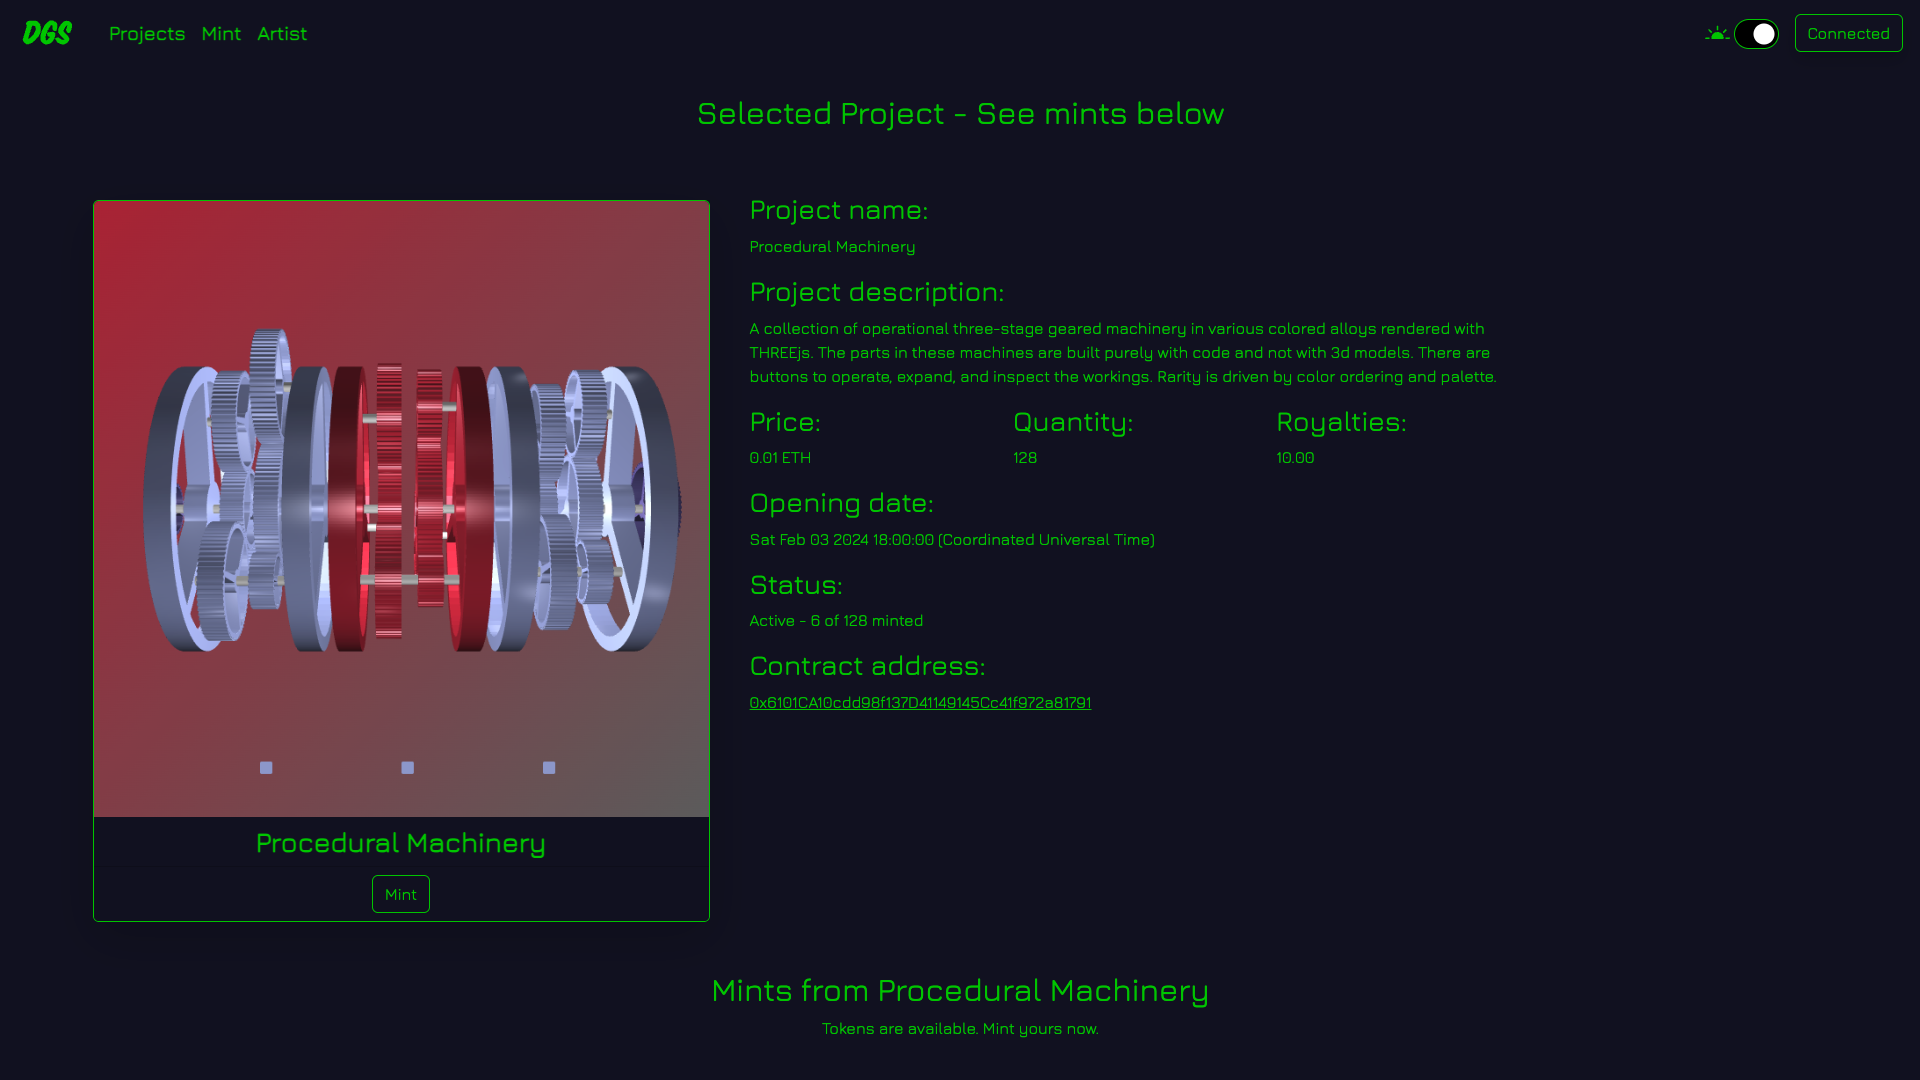 DGS
Projects
Mint
Artist
Connected
Selected Project - See mints below
Project name:
Procedural Machinery
Project description:
A collection of operational three-stage geared machinery in various colored alloys rendered with
THREEjs. The parts in these machines are built purely with code and not with 3d models. There are
buttons to operate, expand, and inspect the workings. Rarity is driven by color ordering and palette.
Price:
0.01 ETH
Quantity:
128
Royalties:
10.00
Opening date:
Sat Feb 03 2024 18:00:00 (Coordinated Universal Time)
Status:
Active - 6 of 128 minted
Contract address:
0x6101CA10cdd98f137D41149145Cc41f972a81791
Procedural Machinery
Mint
Mints from Procedural Machinery
Tokens are available. Mint yours now.